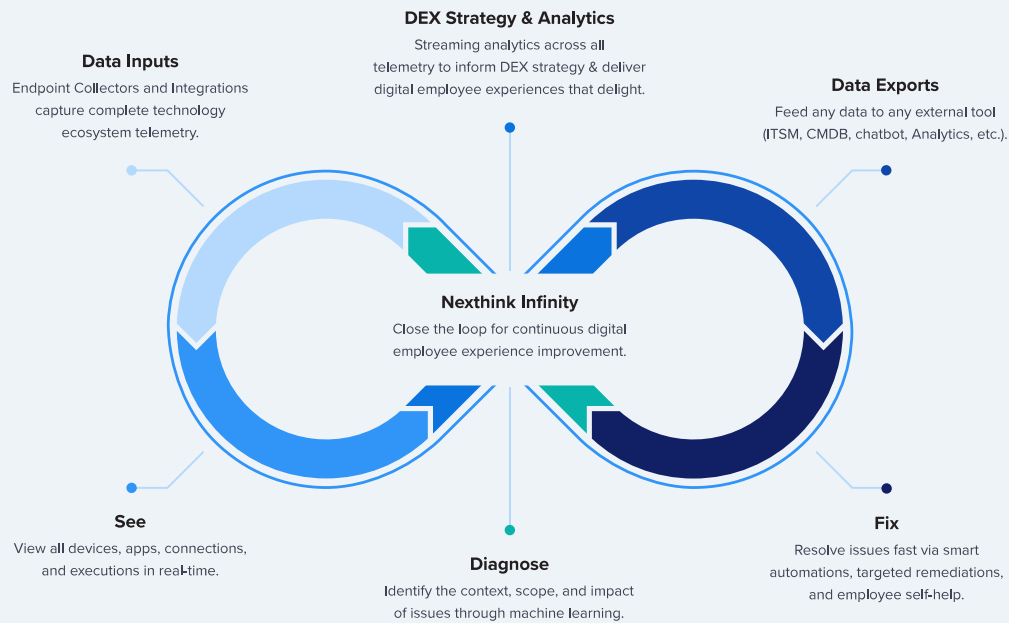 DEX Strategy & Analytics
Streaming analytics across all
telemetry to inform DEX strategy & deliver
digital employee experiences that delight.
Data Inputs
Endpoint Collectors and Integrations
capture complete technology
ecosystem telemetry.
Data Exports
Feed any data to any external tool
(ITSM, CMDB, chatbot, Analytics, etc.).
Nexthink Infinity
Close the loop for continuous digital
employee experience improvement.
See
View all devices, apps, connections,
and executions in real-time.
Diagnose
Identify the context, scope, and impact
of issues through machine learning.
Fix
Resolve issues fast via smart
automations, targeted remediations,
and employee self-help.